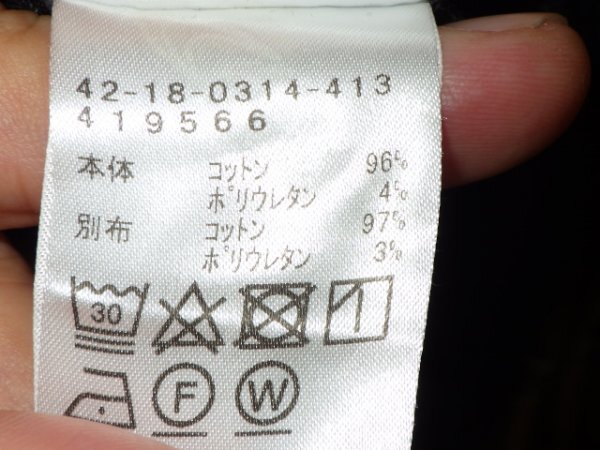 42-18-0314-413
419566
本体 コットン 96%
ポリウレタン 4%
別布 コットン 97%
ポリウレタン 3%
30
F W